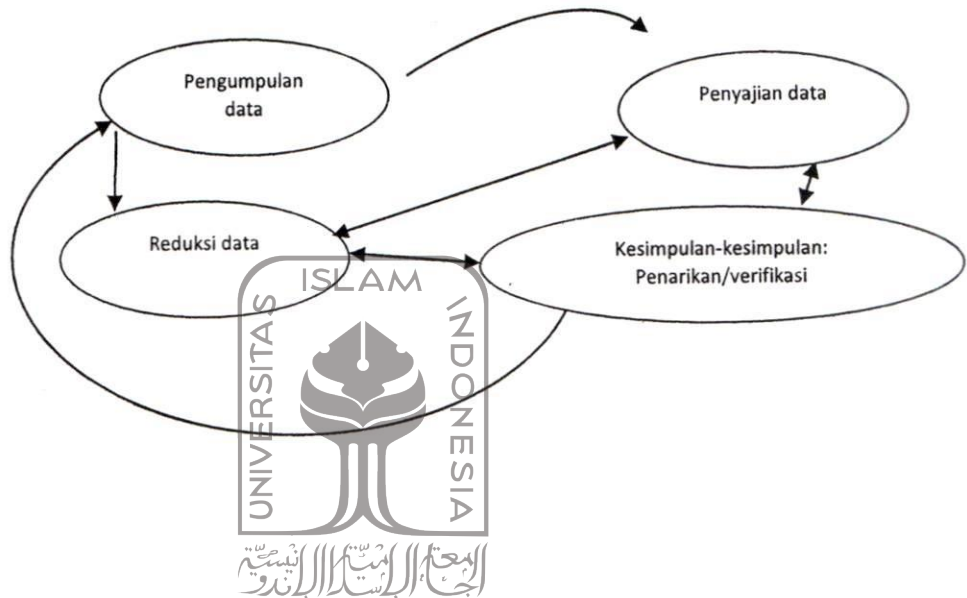 Pengumpulan
data
Penyajian data
Reduksi data
Kesimpulan-kesimpulan:
Penarikan/verifikasi
ISLAM
UNIVERSITAS
INDONESIA